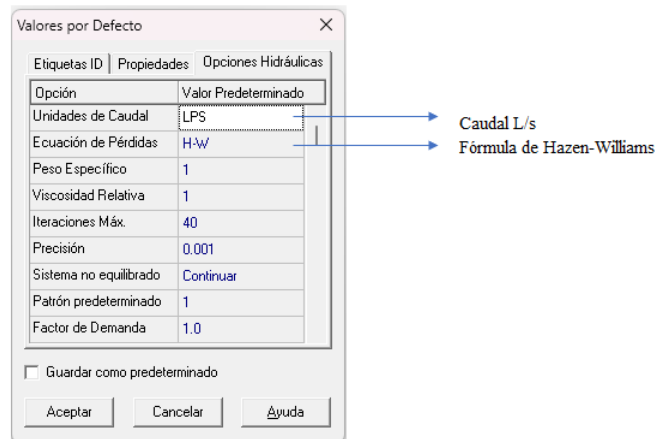 Valores por Defecto
Etiquetas ID Propiedades Opciones Hidráulicas
Opción Valor Predeterminado
Unidades de Caudal LPS Caudal L/s
Ecuación de Pérdidas H-W Fórmula de Hazen-Williams
Peso Específico 1
Viscosidad Relativa 1
Iteraciones Máx. 40
Precisión 0.001
Sistema no equilibrado Continuar
Patrón predeterminado 1
Factor de Demanda 1.0
Guardar como predeterminado
Aceptar Cancelar Ayuda